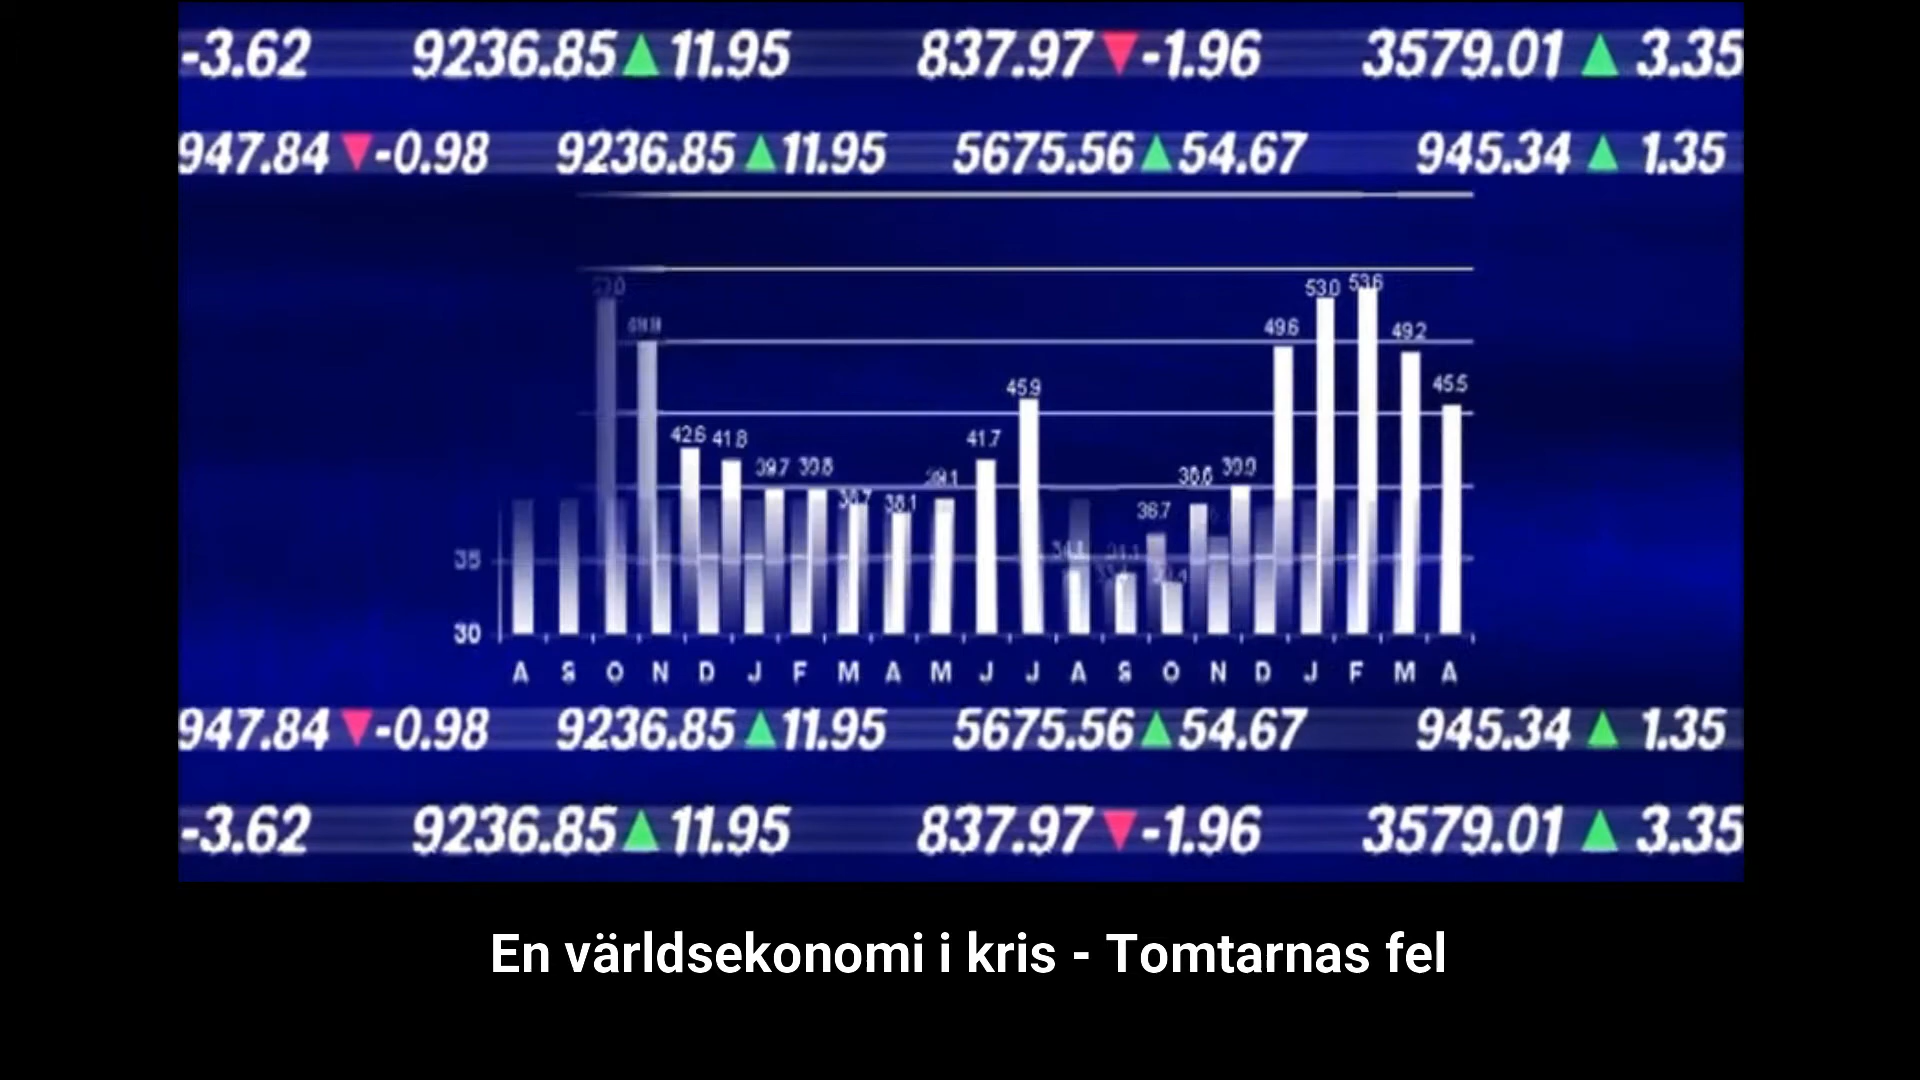 -3.62 9236.85 ▲ 11.95 837.97 ▼ -1.96 3579.01 ▲ 3.35
947.84 ▼ -0.98 9236.85 ▲ 11.95 5675.56 ▲ 54.67 945.34 ▲ 1.35
53.0 53.6
49.6 49.2
45.9 45.5
42.6 41.8 41.7
39.7
38.1
36.7
35
30
A S O N D J F M A M J J A S O N D J F M A
947.84 ▼ -0.98 9236.85 ▲ 11.95 5675.56 ▲ 54.67 945.34 ▲ 1.35
-3.62 9236.85 ▲ 11.95 837.97 ▼ -1.96 3579.01 ▲ 3.35
En världsekonomi i kris - Tomtarnas fel